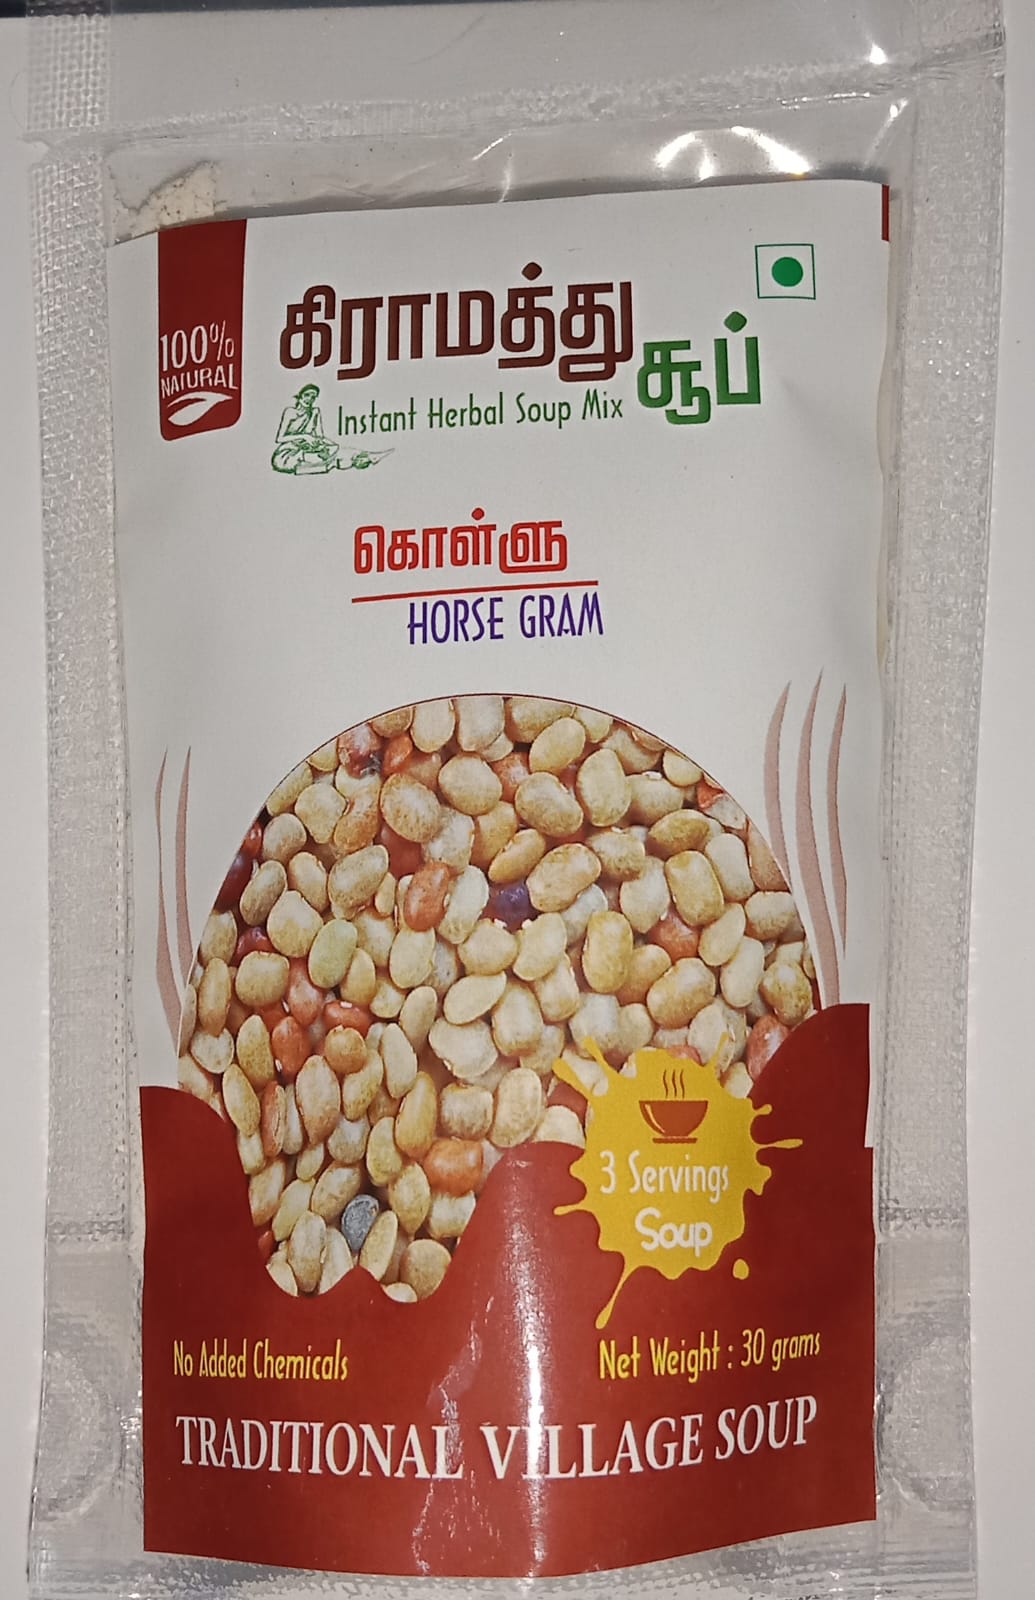 100%
NATURAL
கிராமத்து
சூப்
Instant Herbal Soup Mix
கொள்ளு
HORSE GRAM
3 Servings
Soup
No Added Chemicals
Net Weight : 30 grams
TRADITIONAL VILLAGE SOUP